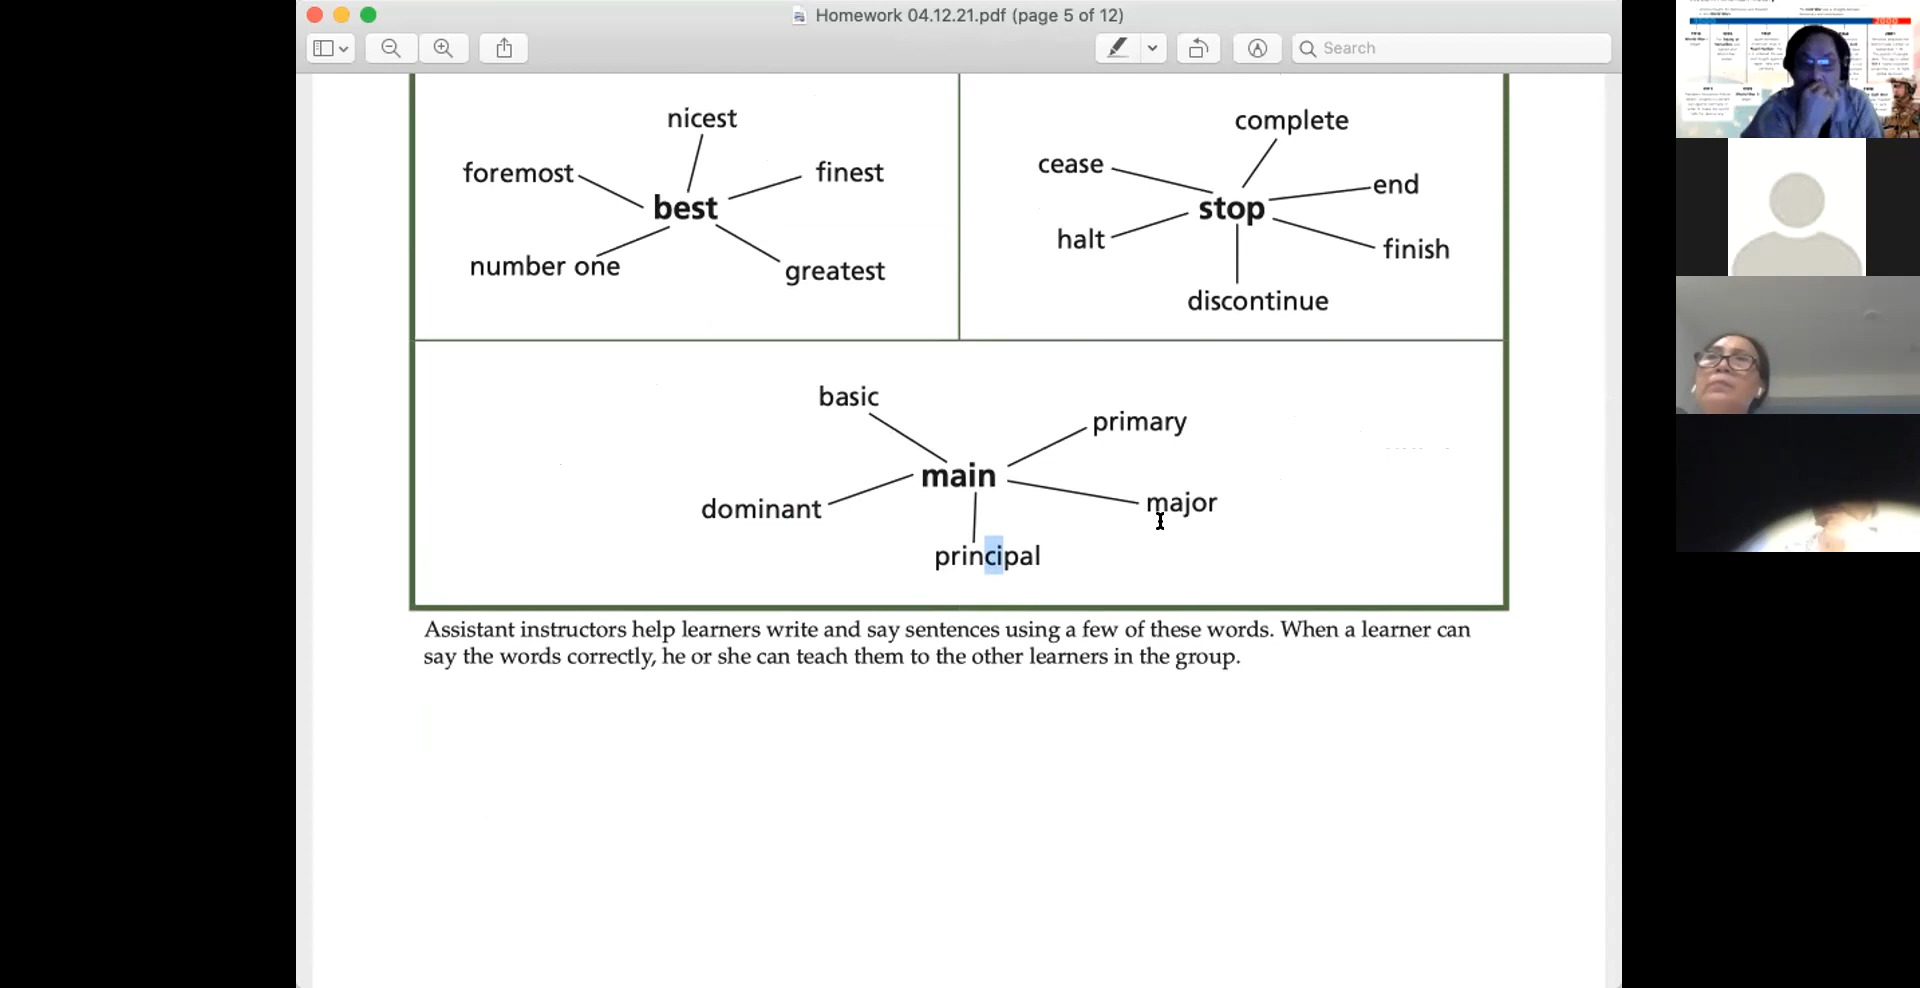 Homework 04.12.21.pdf (page 5 of 12)
Search
nicest
foremost
finest
best
number one
greatest
complete
cease
end
stop
halt
finish
discontinue
basic
primary
main
dominant
major
principal
Assistant instructors help learners write and say sentences using a few of these words. When a learner can
say the words correctly, he or she can teach them to the other learners in the group.